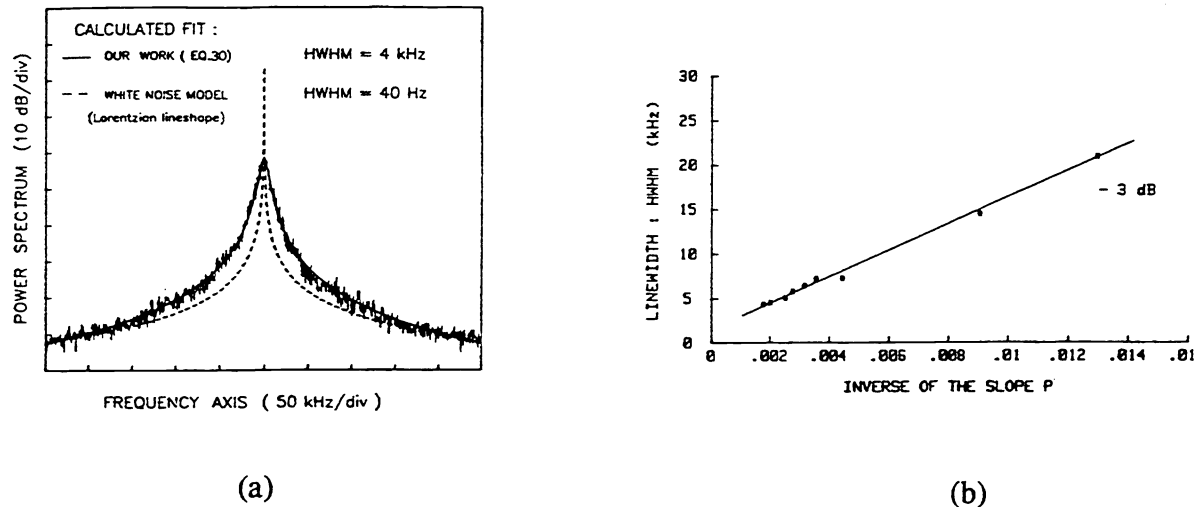 CALCULATED FIT :
OUR WORK ( EQ.30) HWHM = 4 kHz
WHITE NOISE MODEL HWHM = 40 Hz
(Lorentzian lineshape)
POWER SPECTRUM (10 dB/div)
FREQUENCY AXIS ( 50 kHz/div)
(a)
LINEWIDTH : HWHM (kHz)
30
25
20
15
10
5
0
- 3 dB
0 .002 .004 .006 .008 .01 .012 .014 .01
INVERSE OF THE SLOPE P
(b)